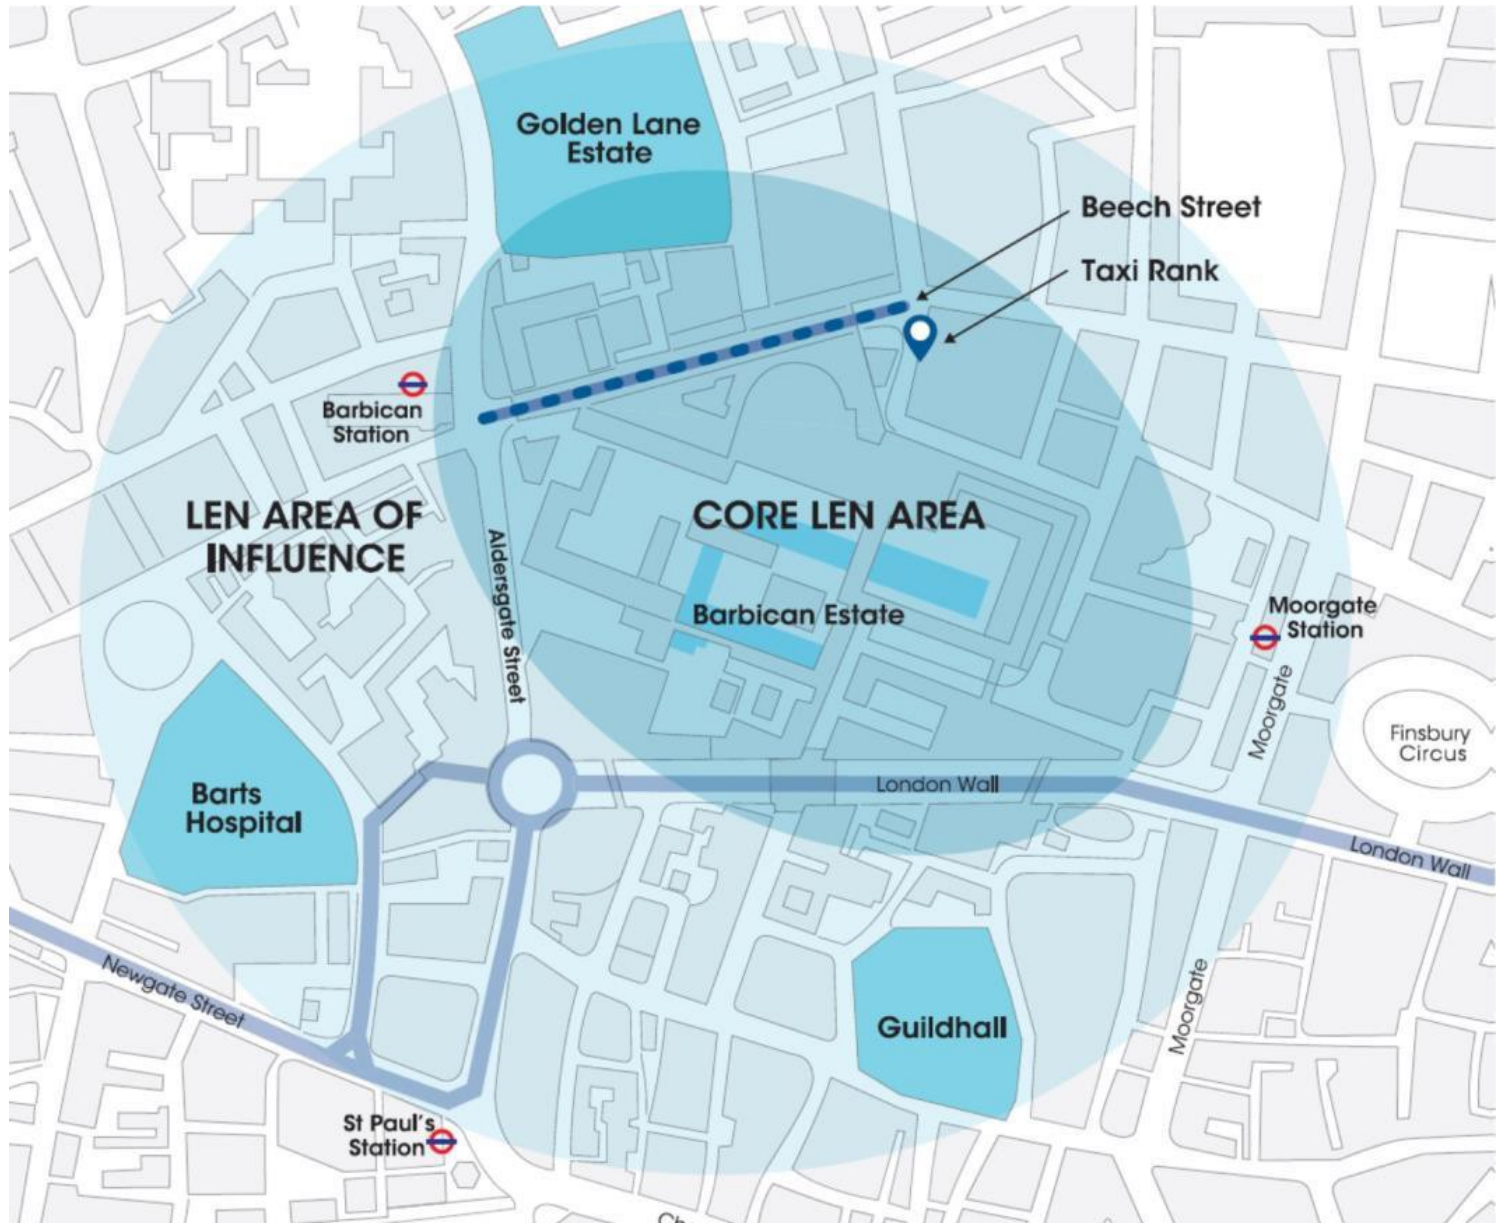 Golden Lane
Estate
Beech Street
Taxi Rank
Barbican
Station
LEN AREA OF
INFLUENCE
CORE LEN AREA
Aldersgate Street
Barbican Estate
Moorgate
Station
Moorgate
Finsbury
Circus
Barts
Hospital
London Wall
London Wall
Newgate Street
Guildhall
Moorgate
St Paul's
Station